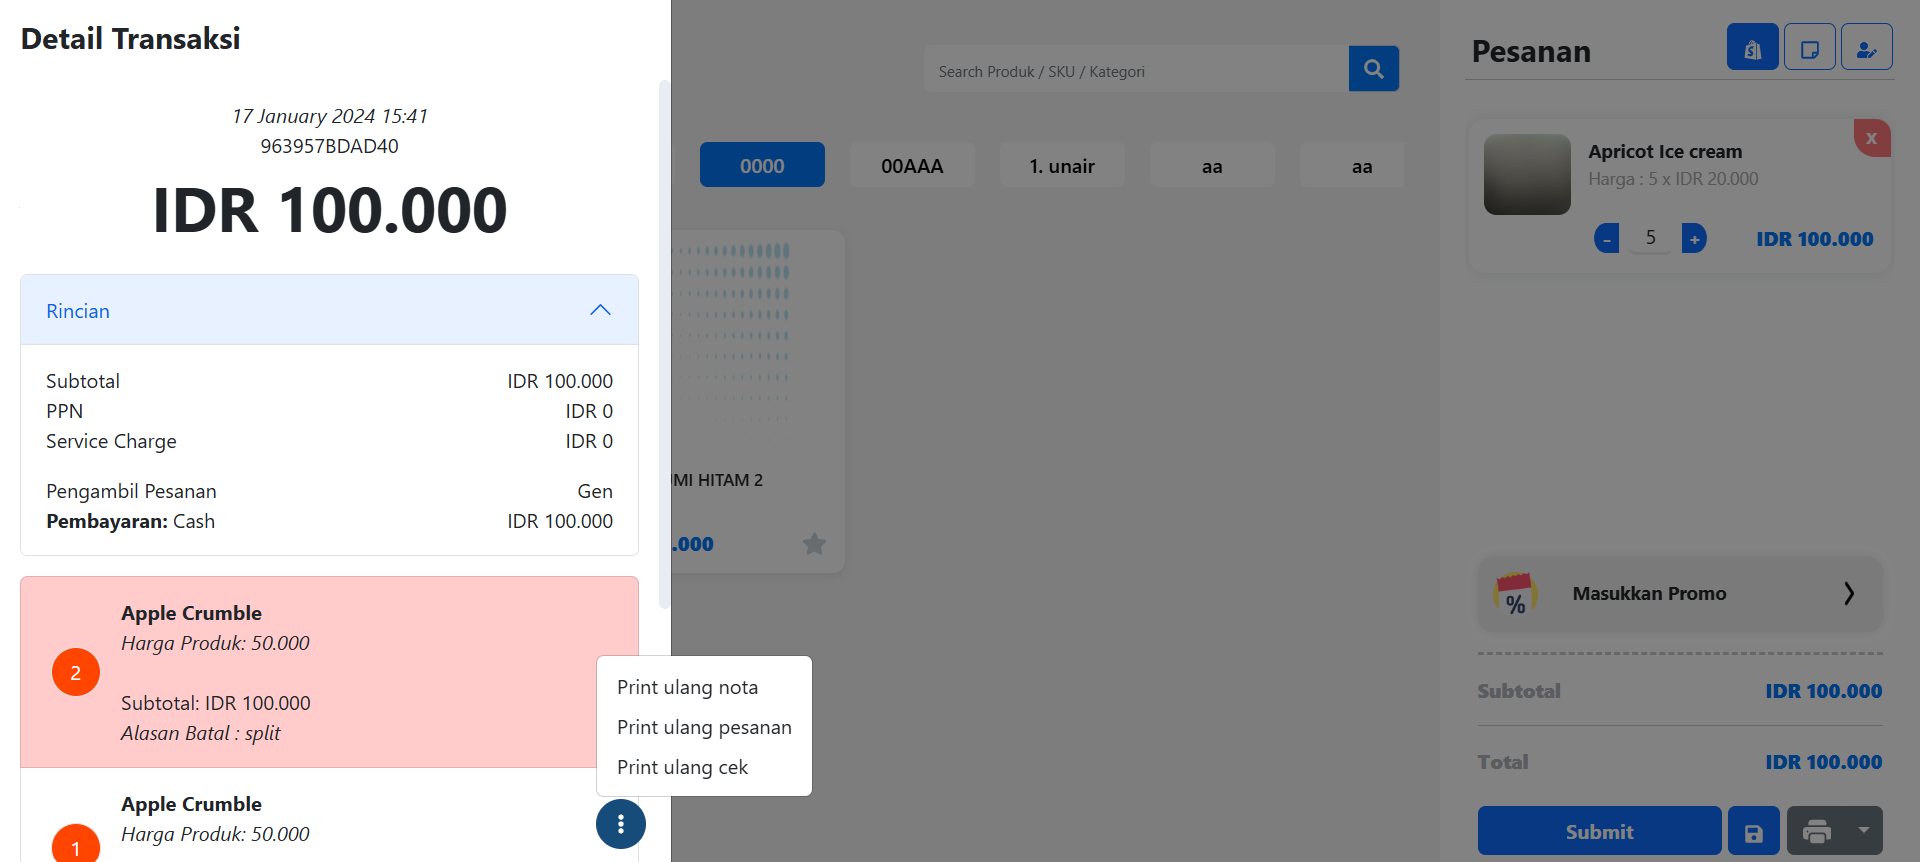 Detail Transaksi
17 January 2024 15:41
963957BDAD40
IDR 100.000
Rincian
Subtotal IDR 100.000
PPN IDR 0
Service Charge IDR 0
Pengambil Pesanan Gen
Pembayaran: Cash IDR 100.000
2
Apple Crumble
Harga Produk: 50.000
Subtotal: IDR 100.000
Alasan Batal : split
1
Apple Crumble
Harga Produk: 50.000
Print ulang nota
Print ulang pesanan
Print ulang cek
Search Produk / SKU / Kategori
0000 00AAA 1. unair aa aa
MI HITAM 2
.000
Pesanan
x
Apricot Ice cream
Harga : 5 x IDR 20.000
- 5 + IDR 100.000
% Masukkan Promo
Subtotal IDR 100.000
Total IDR 100.000
Submit